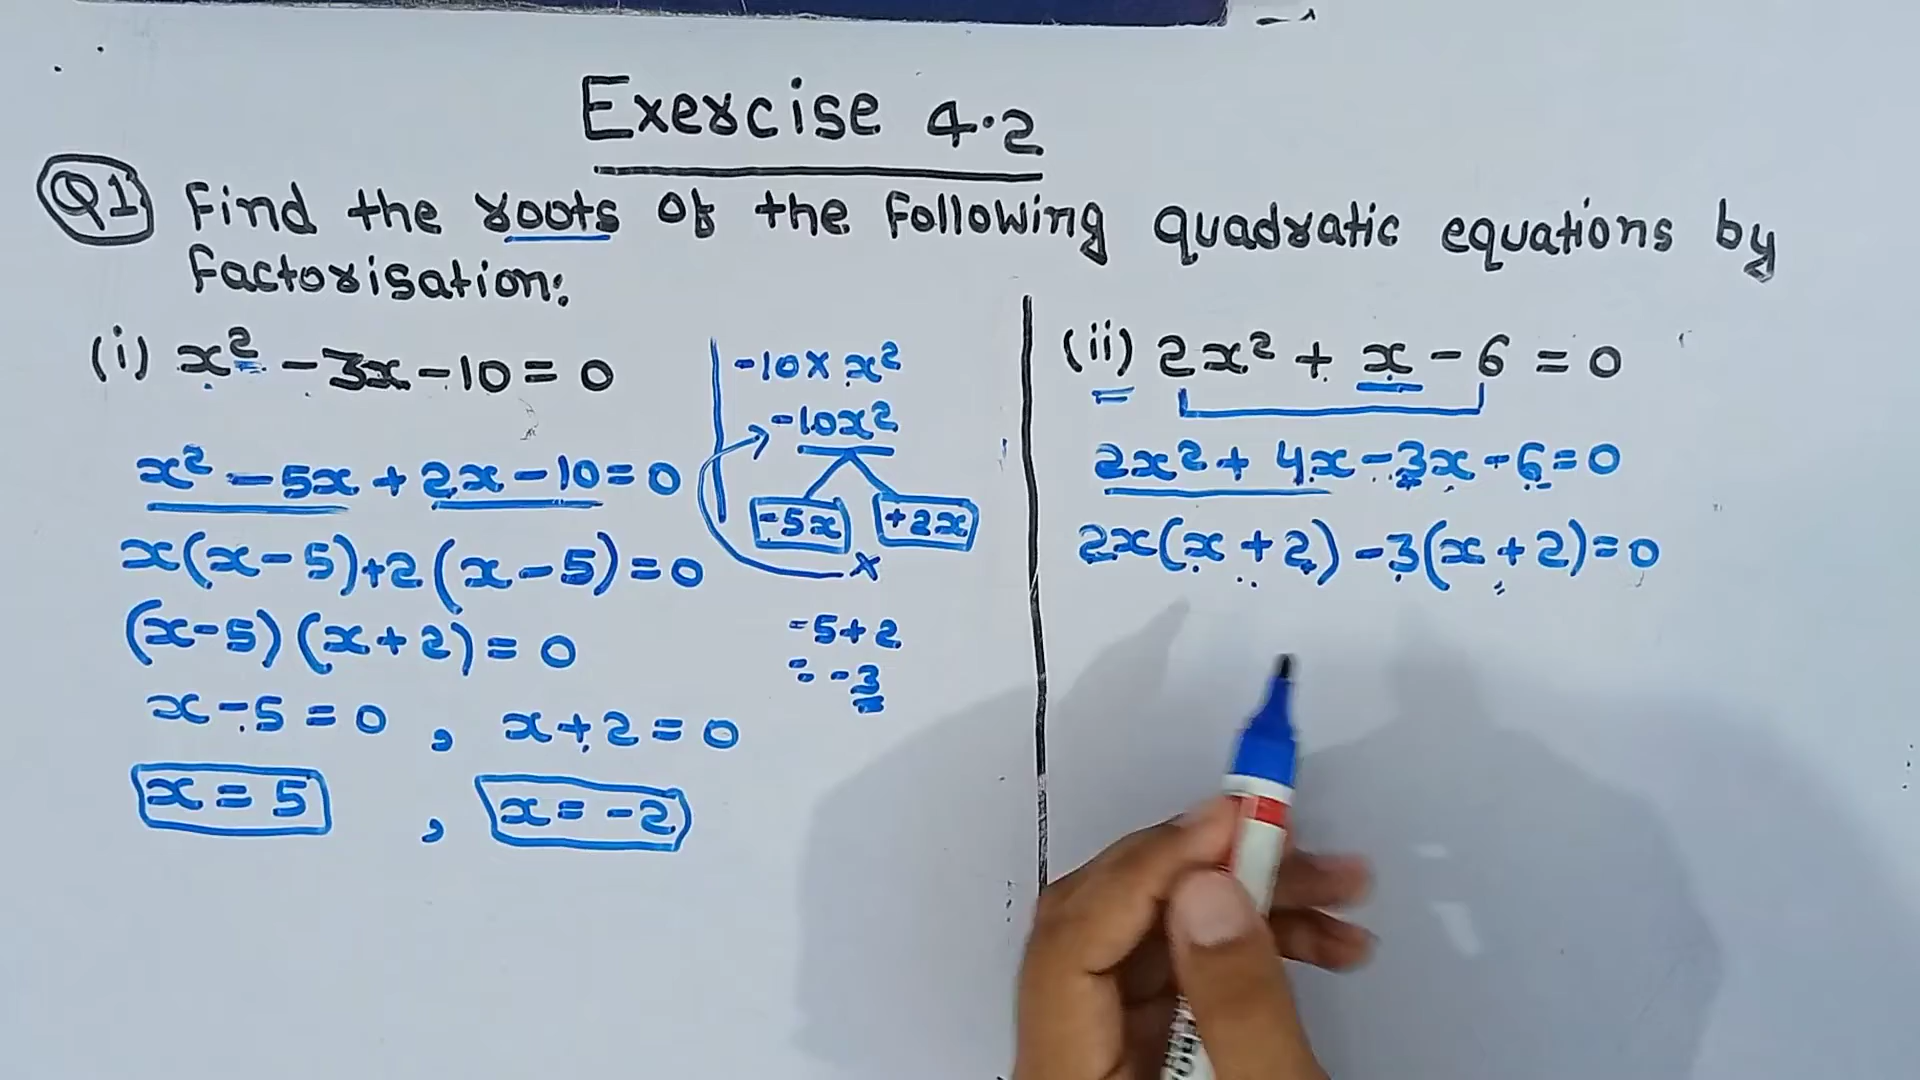 Exercise 4.2
Q1 Find the roots of the following quadratic equations by
factorisation:
(i) x² - 3x - 10 = 0
x² - 5x + 2x - 10 = 0
x(x - 5) + 2(x - 5) = 0
(x - 5)(x + 2) = 0
x - 5 = 0 , x + 2 = 0
x = 5 , x = -2
-10 × x²
-10x²
-5x +2x
×
-5 + 2
= -3
(ii) 2x² + x - 6 = 0
2x² + 4x - 3x - 6 = 0
2x(x + 2) - 3(x + 2) = 0